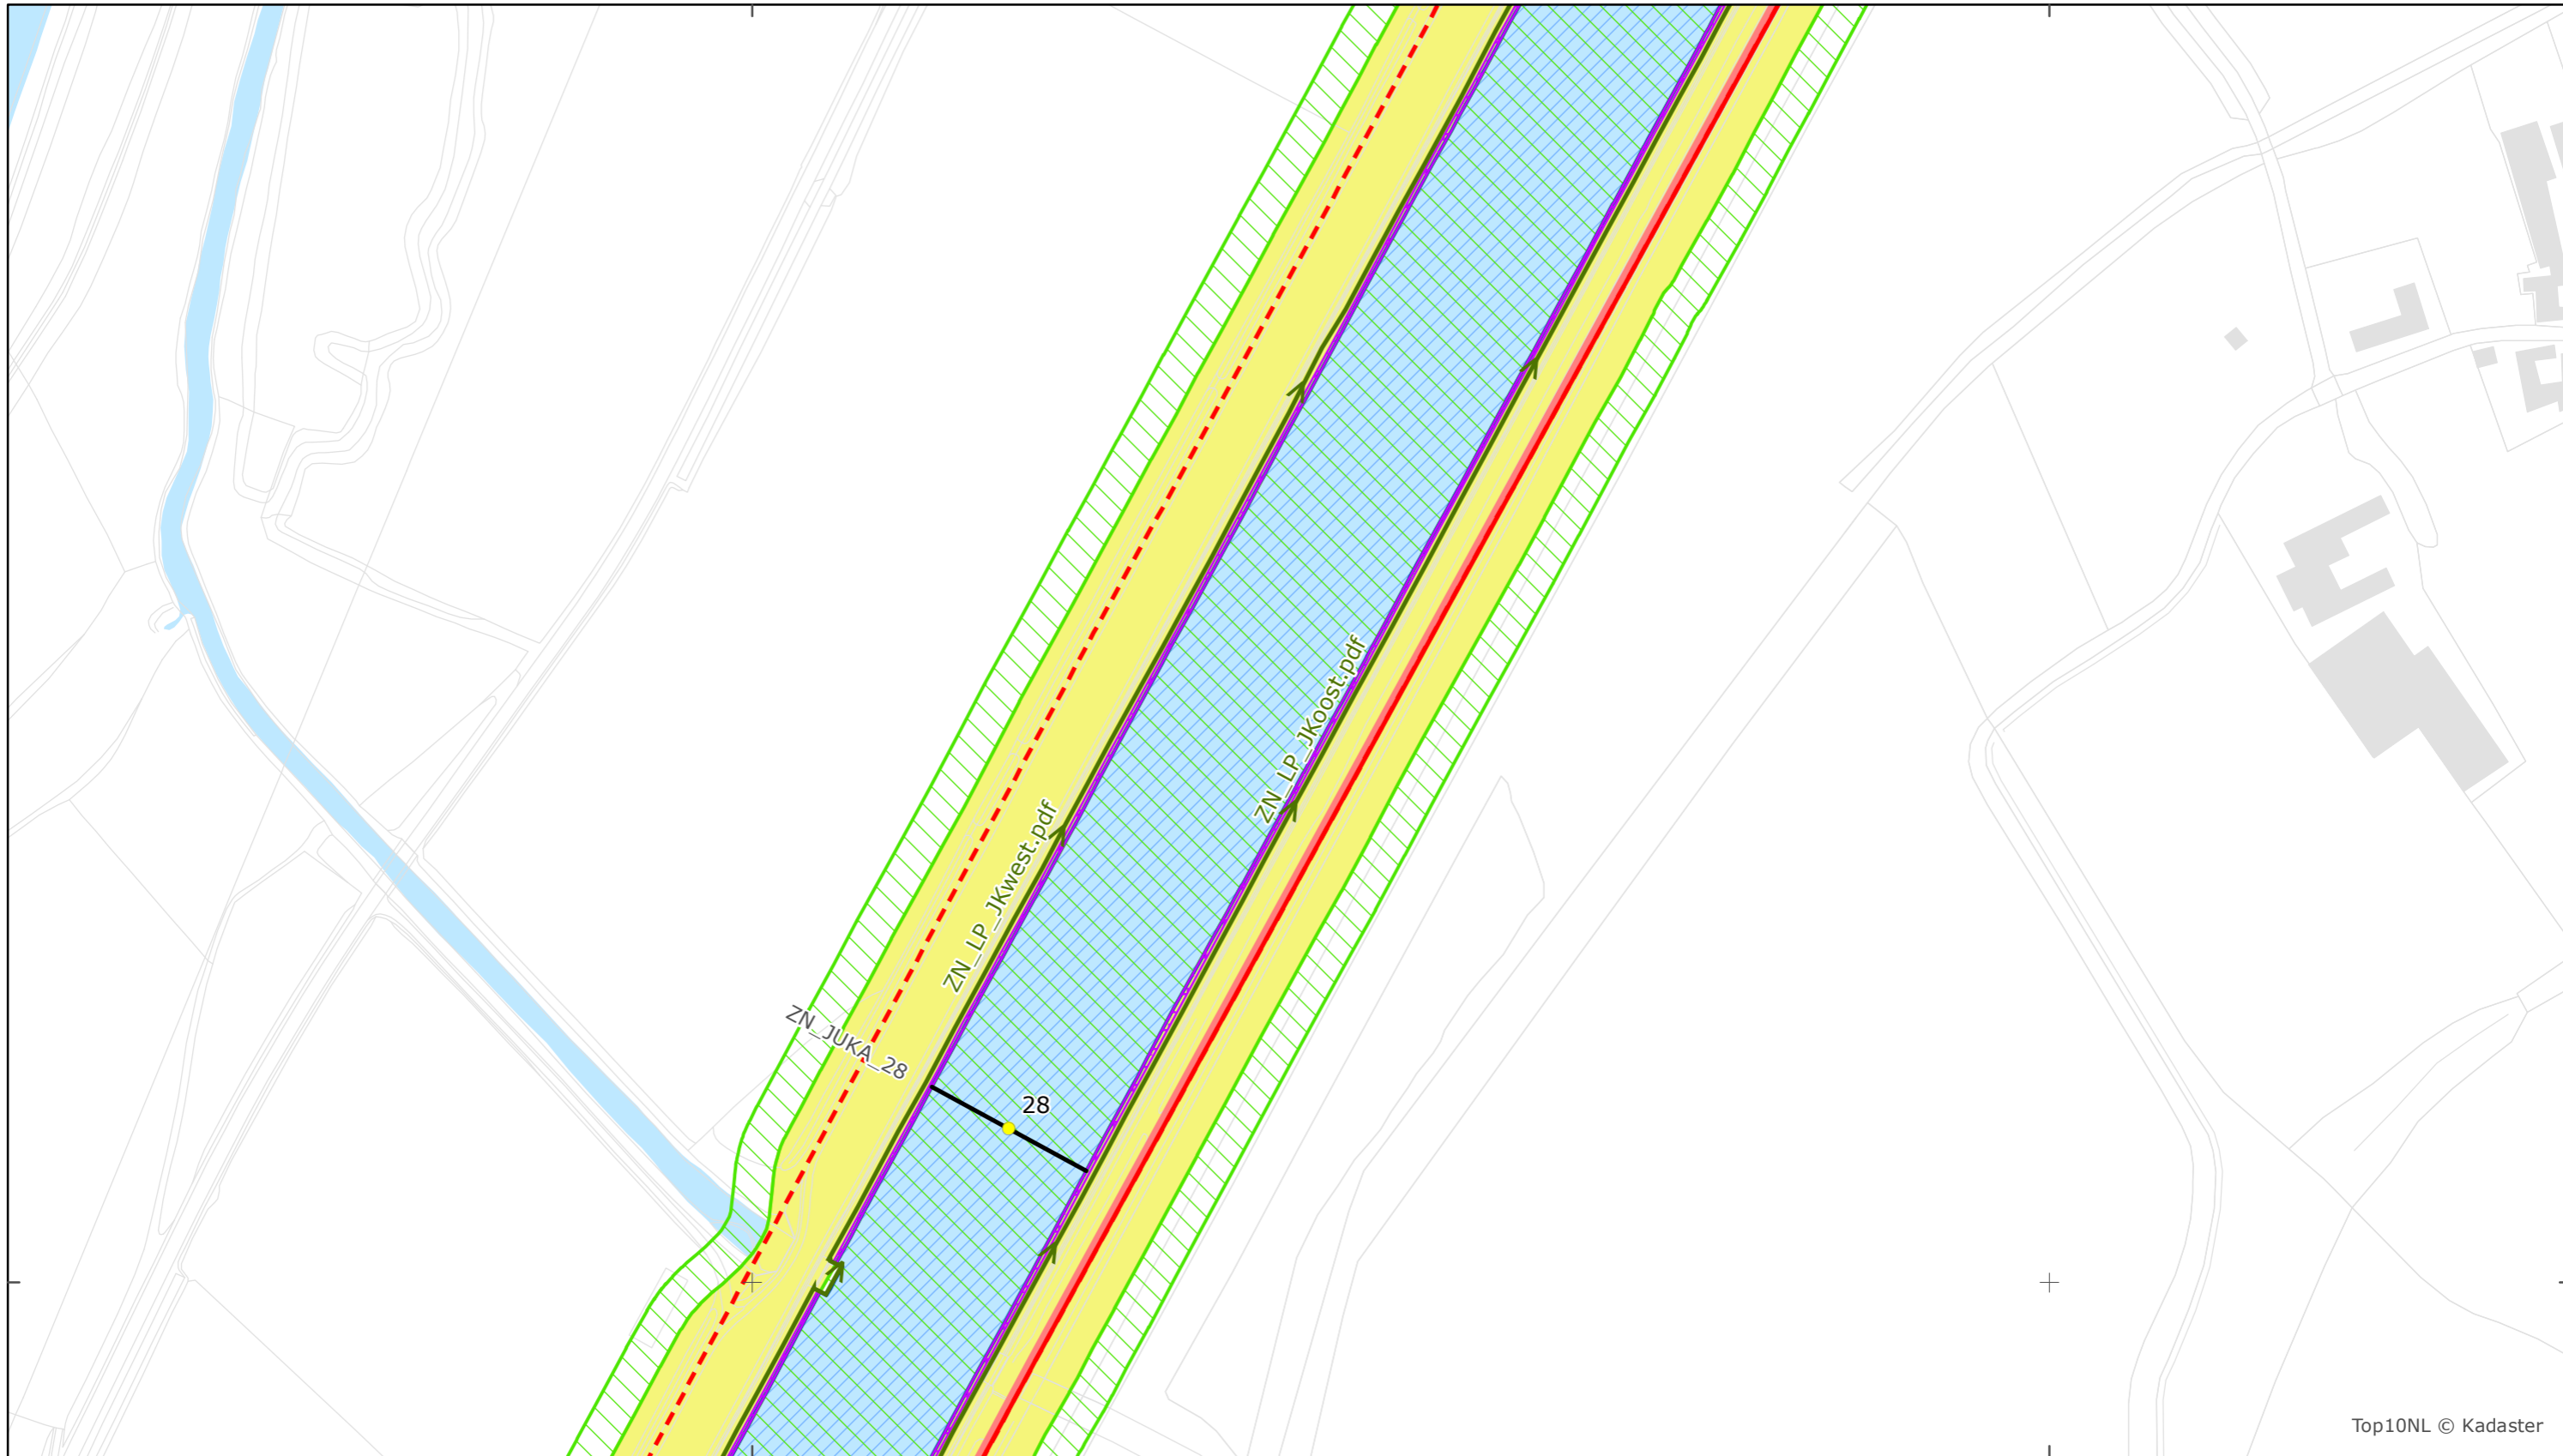 ZN_LP_JKoost.pdf
ZN_LP_JKwest.pdf
ZN_JUKA_28
28
Top10NL © Kadaster